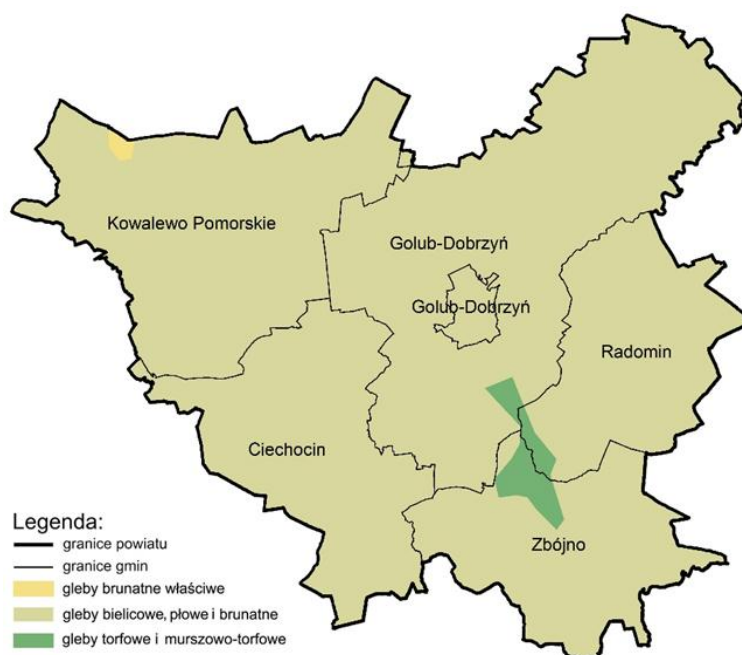 Kowalewo Pomorskie
Golub-Dobrzyń
Golub-Dobrzyń
Radomin
Ciechocin
Zbójno
Legenda:
granice powiatu
granice gmin
gleby brunatne właściwe
gleby bielicowe, płowe i brunatne
gleby torfowe i murszowo-torfowe